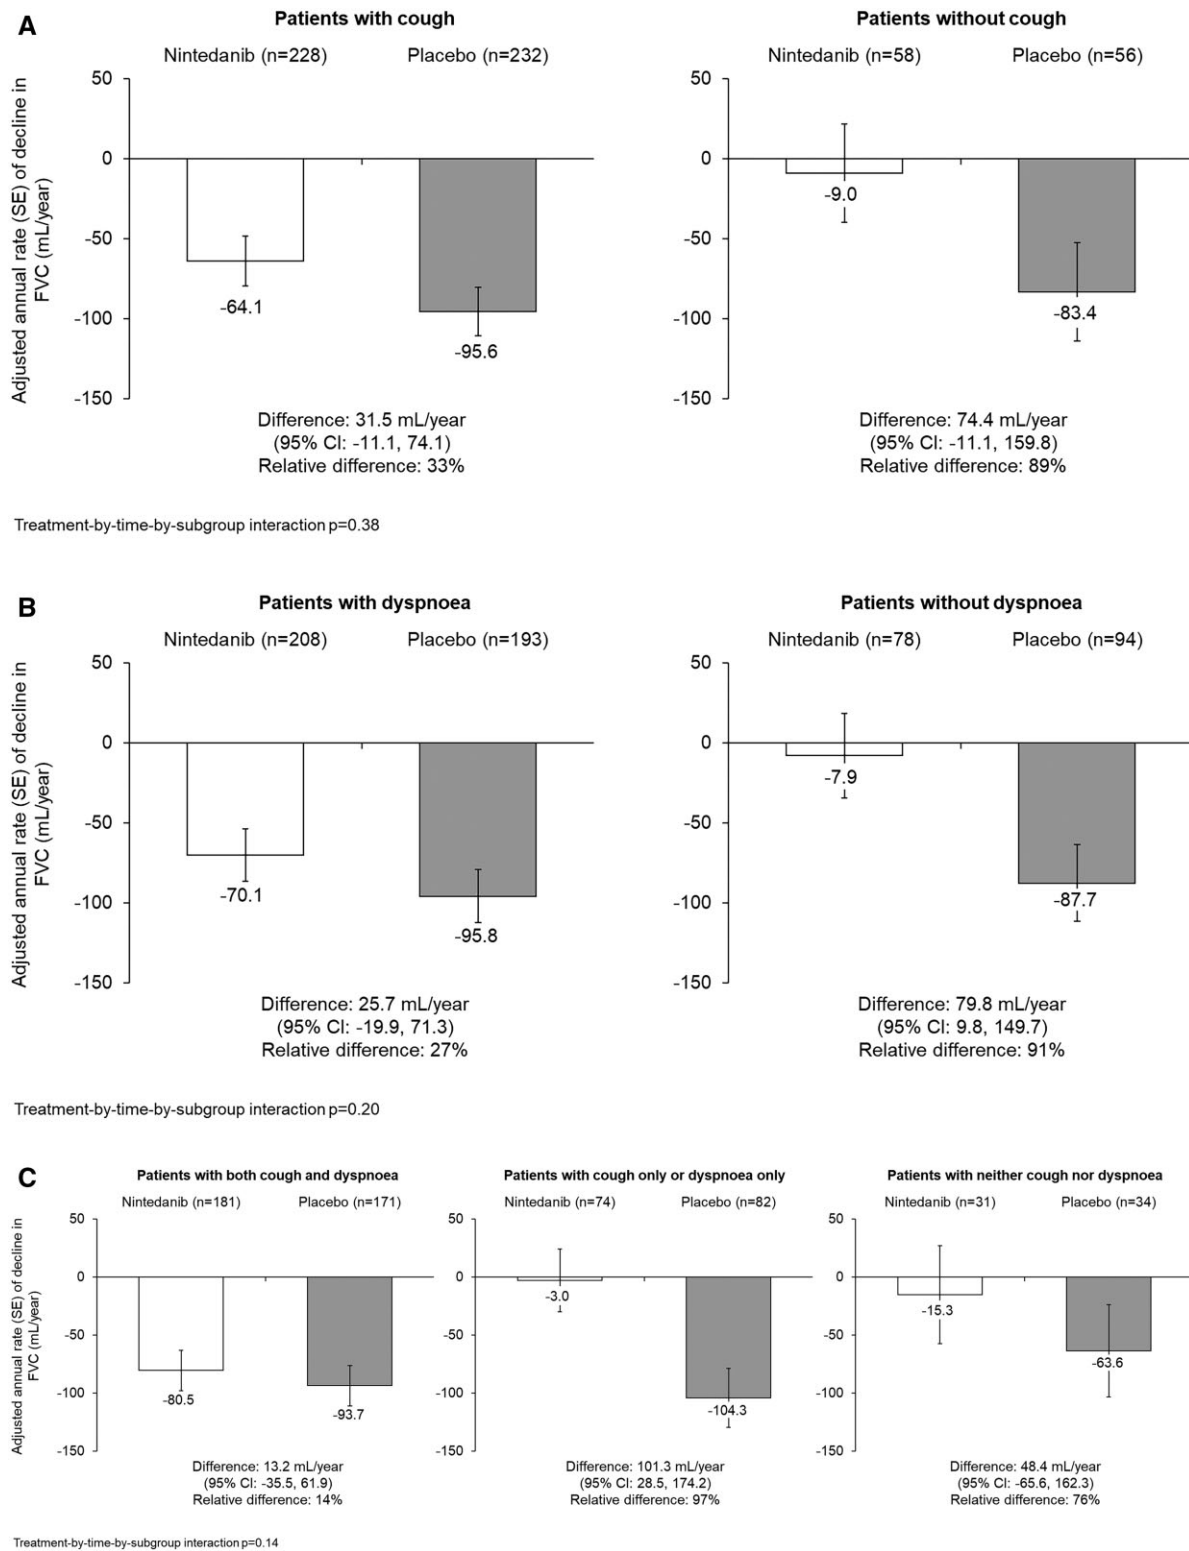 A
Patients with cough
Patients without cough
Nintedanib (n=228)
Placebo (n=232)
Nintedanib (n=58)
Placebo (n=56)
Adjusted annual rate (SE) of decline in
FVC (mL/year)
50
0
-50
-100
-150
-64.1
-95.6
50
0
-50
-100
-150
-9.0
-83.4
Difference: 31.5 mL/year
(95% CI: -11.1, 74.1)
Relative difference: 33%
Difference: 74.4 mL/year
(95% CI: -11.1, 159.8)
Relative difference: 89%
Treatment-by-time-by-subgroup interaction p=0.38
B
Patients with dyspnoea
Patients without dyspnoea
Nintedanib (n=208)
Placebo (n=193)
Nintedanib (n=78)
Placebo (n=94)
Adjusted annual rate (SE) of decline in
FVC (mL/year)
50
0
-50
-100
-150
-70.1
-95.8
50
0
-50
-100
-150
-7.9
-87.7
Difference: 25.7 mL/year
(95% CI: -19.9, 71.3)
Relative difference: 27%
Difference: 79.8 mL/year
(95% CI: 9.8, 149.7)
Relative difference: 91%
Treatment-by-time-by-subgroup interaction p=0.20
C
Patients with both cough and dyspnoea
Patients with cough only or dyspnoea only
Patients with neither cough nor dyspnoea
Nintedanib (n=181)
Placebo (n=171)
Nintedanib (n=74)
Placebo (n=82)
Nintedanib (n=31)
Placebo (n=34)
Adjusted annual rate (SE) of decline in
FVC (mL/year)
50
0
-50
-100
-150
-80.5
-93.7
50
0
-50
-100
-150
-3.0
-104.3
50
0
-50
-100
-150
-15.3
-63.6
Difference: 13.2 mL/year
(95% CI: -35.5, 61.9)
Relative difference: 14%
Difference: 101.3 mL/year
(95% CI: 28.5, 174.2)
Relative difference: 97%
Difference: 48.4 mL/year
(95% CI: -65.6, 162.3)
Relative difference: 76%
Treatment-by-time-by-subgroup interaction p=0.14